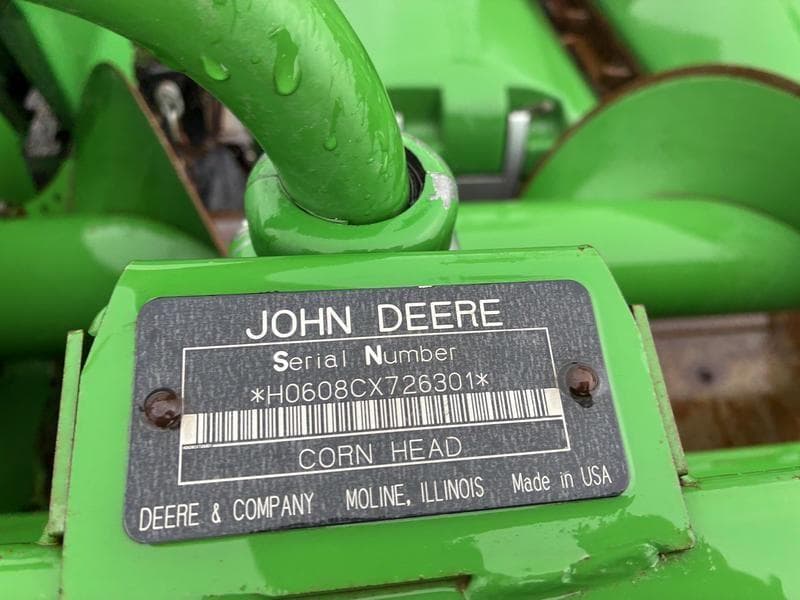 JOHN DEERE
Serial Number
*H0608CX726301*
CORN HEAD
DEERE & COMPANY MOLINE, ILLINOIS Made in USA